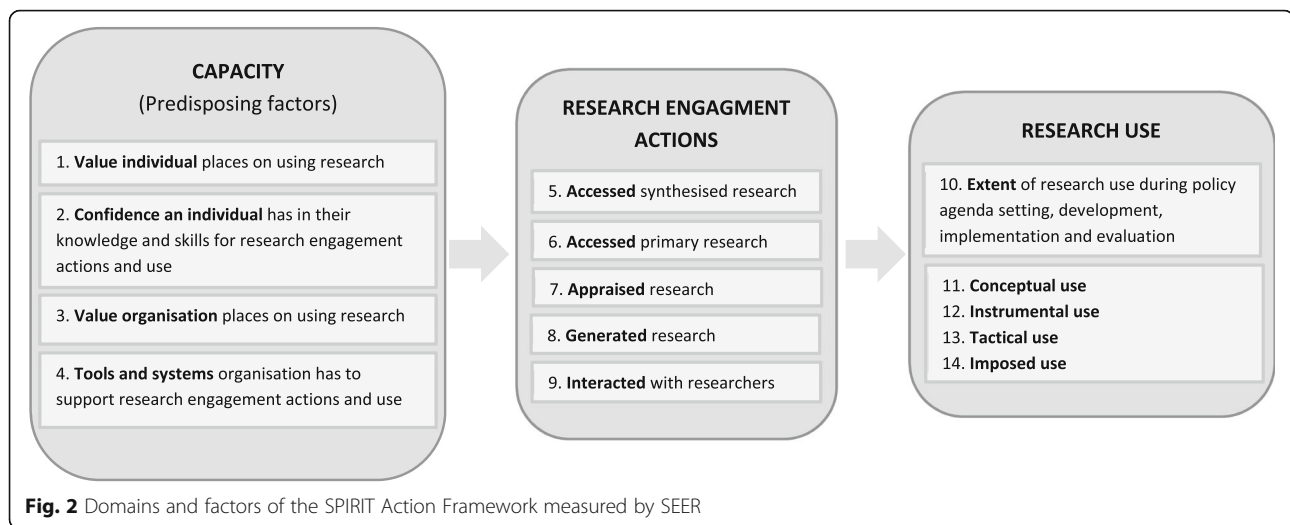 CAPACITY
(Predisposing factors)
1. Value individual places on using research
2. Confidence an individual has in their
knowledge and skills for research engagement
actions and use
3. Value organisation places on using research
4. Tools and systems organisation has to
support research engagement actions and use
RESEARCH ENGAGMENT
ACTIONS
5. Accessed synthesised research
6. Accessed primary research
7. Appraised research
8. Generated research
9. Interacted with researchers
RESEARCH USE
10. Extent of research use during policy
agenda setting, development,
implementation and evaluation
11. Conceptual use
12. Instrumental use
13. Tactical use
14. Imposed use
Fig. 2 Domains and factors of the SPIRIT Action Framework measured by SEER